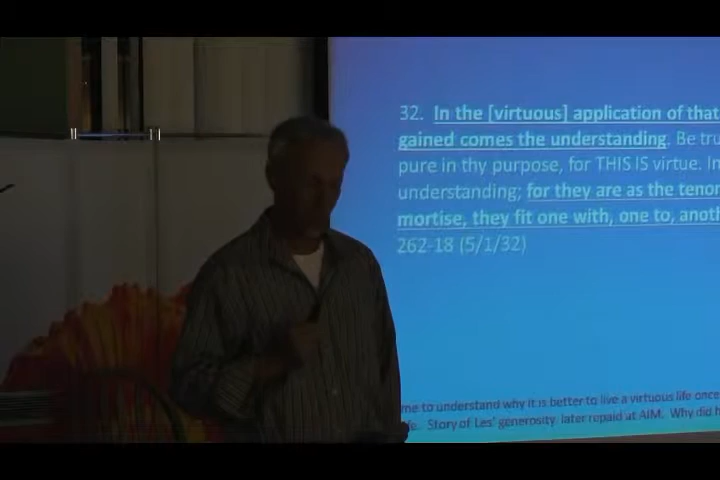 32. In the [virtuous] application of that
gained comes the understanding. Be tru
pure in thy purpose, for THIS IS virtue. In
understanding; for they are as the tenor
mortise, they fit one with, one to, anoth
262-18 (5/1/32)
me to understand why it is better to live a virtuous life once
fe. Story of Les' generosity, later repaid at AIM. Why did h